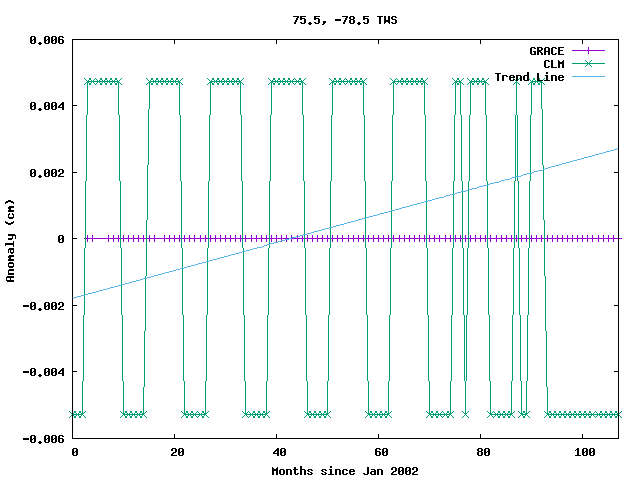 75.5, -78.5 TWS
GRACE
CLM
Trend Line
0.006
0.004
0.002
0
-0.002
-0.004
-0.006
Anomaly (cm)
0 20 40 60 80 100
Months since Jan 2002